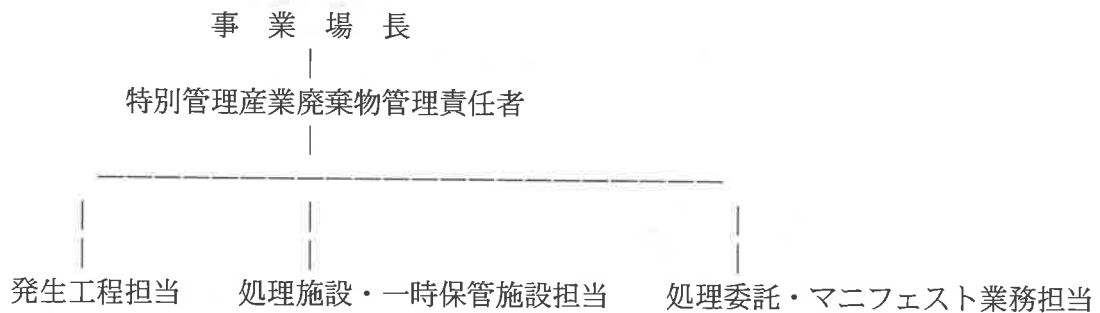 事業場長
特別管理産業廃棄物管理責任者
発生工程担当 処理施設・一時保管施設担当 処理委託・マニフェスト業務担当